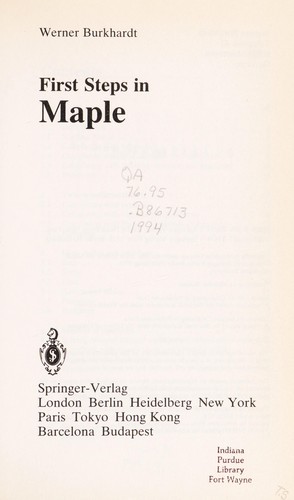 Werner Burkhardt
First Steps in
Maple
QA
76.95
.B86713
1994
Springer-Verlag
London Berlin Heidelberg New York
Paris Tokyo Hong Kong
Barcelona Budapest
Indiana
Purdue
Library
Fort Wayne